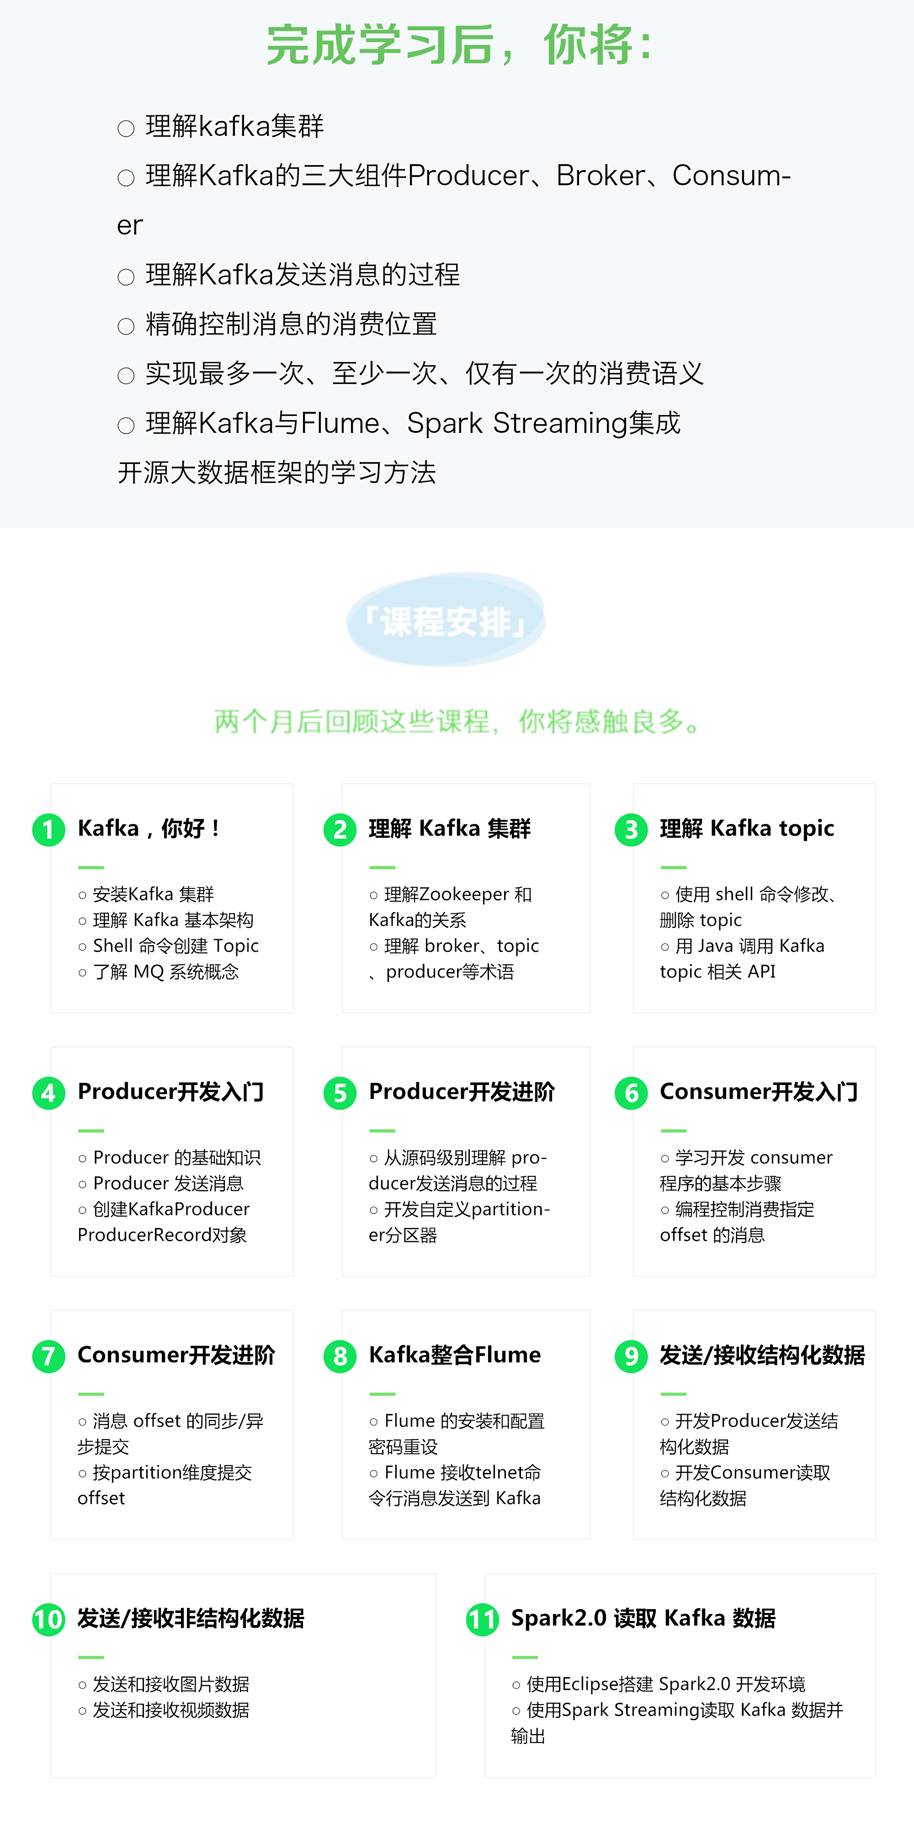 完成学习后，你将：
○ 理解kafka集群
○ 理解Kafka的三大组件Producer、Broker、Consum-
er
○ 理解Kafka发送消息的过程
○ 精确控制消息的消费位置
○ 实现最多一次、至少一次、仅有一次的消费语义
○ 理解Kafka与Flume、Spark Streaming集成
开源大数据框架的学习方法
「课程安排」
两个月后回顾这些课程，你将感触良多。
1 Kafka，你好！
○ 安装Kafka 集群
○ 理解 Kafka 基本架构
○ Shell 命令创建 Topic
○ 了解 MQ 系统概念
2 理解 Kafka 集群
○ 理解Zookeeper 和
Kafka的关系
○ 理解 broker、topic
、producer等术语
3 理解 Kafka topic
○ 使用 shell 命令修改、
删除 topic
○ 用 Java 调用 Kafka
topic 相关 API
4 Producer开发入门
○ Producer 的基础知识
○ Producer 发送消息
○ 创建KafkaProducer
ProducerRecord对象
5 Producer开发进阶
○ 从源码级别理解 pro-
ducer发送消息的过程
○ 开发自定义partition-
er分区器
6 Consumer开发入门
○ 学习开发 consumer
程序的基本步骤
○ 编程控制消费指定
offset 的消息
7 Consumer开发进阶
○ 消息 offset 的同步/异
步提交
○ 按partition维度提交
offset
8 Kafka整合Flume
○ Flume 的安装和配置
密码重设
○ Flume 接收telnet命
令行消息发送到 Kafka
9 发送/接收结构化数据
○ 开发Producer发送结
构化数据
○ 开发Consumer读取
结构化数据
10 发送/接收非结构化数据
○ 发送和接收图片数据
○ 发送和接收视频数据
11 Spark2.0 读取 Kafka 数据
○ 使用Eclipse搭建 Spark2.0 开发环境
○ 使用Spark Streaming读取 Kafka 数据并
输出